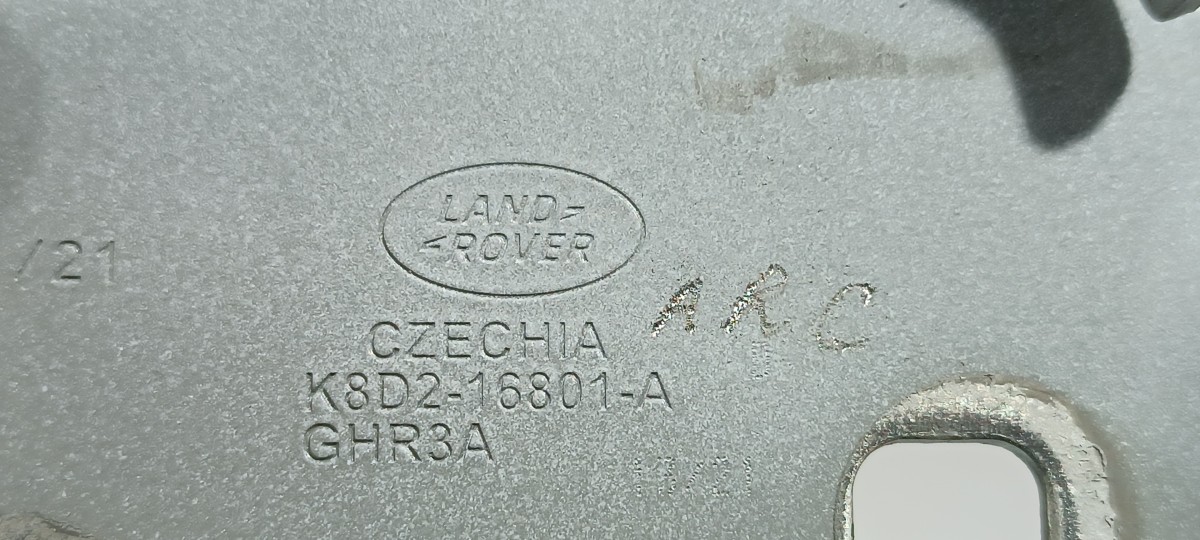 LAND
ROVER
/21
ARC
CZECHIA
K8D2-16801-A
GHR3A